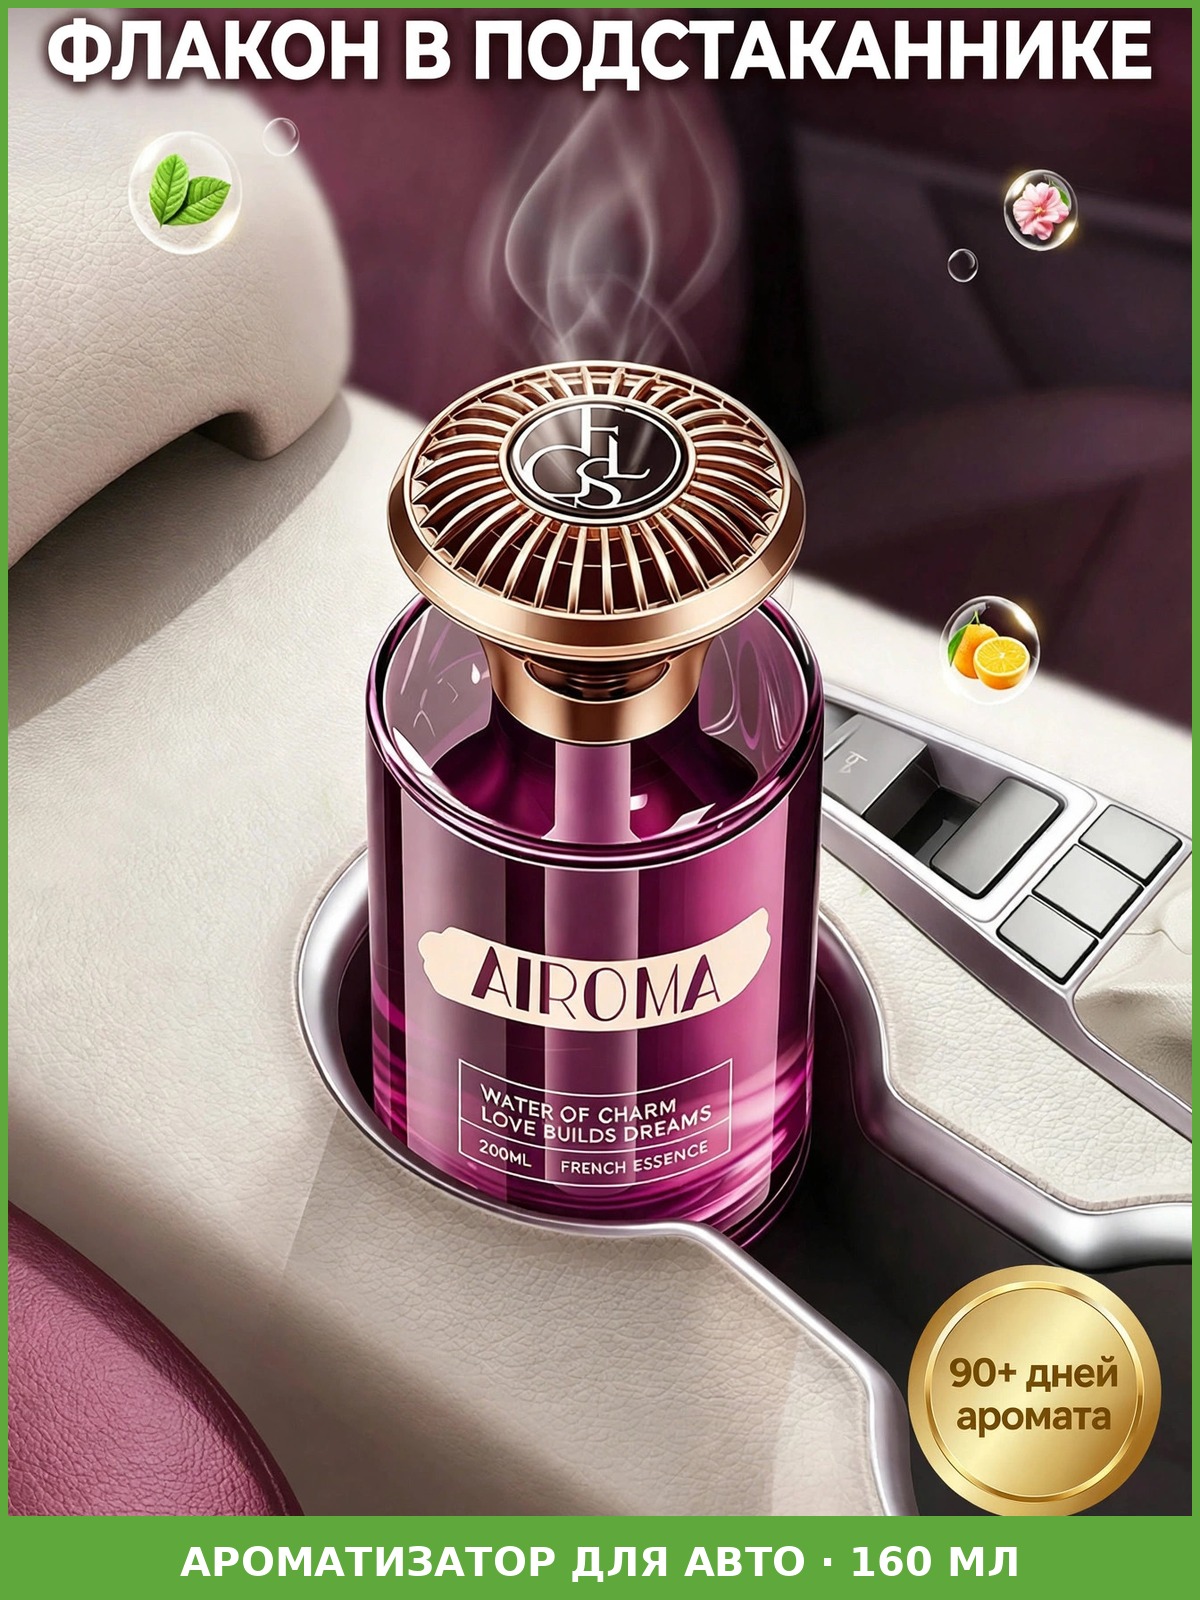 ФЛАКОН В ПОДСТАКАННИКЕ
FLCS
AIROMA
WATER OF CHARM
LOVE BUILDS DREAMS
200ML FRENCH ESSENCE
90+ дней
аромата
АРОМАТИЗАТОР ДЛЯ АВТО · 160 МЛ